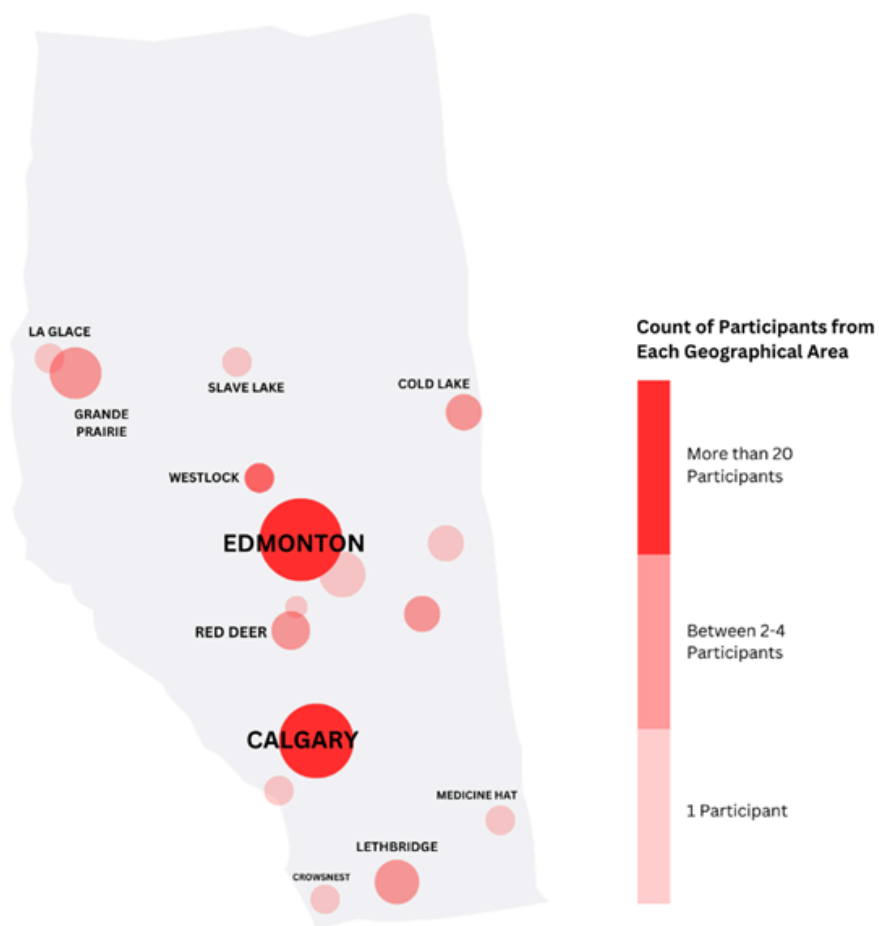 LA GLACE
GRANDE
PRAIRIE
SLAVE LAKE
COLD LAKE
WESTLOCK
EDMONTON
RED DEER
CALGARY
MEDICINE HAT
LETHBRIDGE
CROWSNEST
Count of Participants from
Each Geographical Area
More than 20
Participants
Between 2-4
Participants
1 Participant